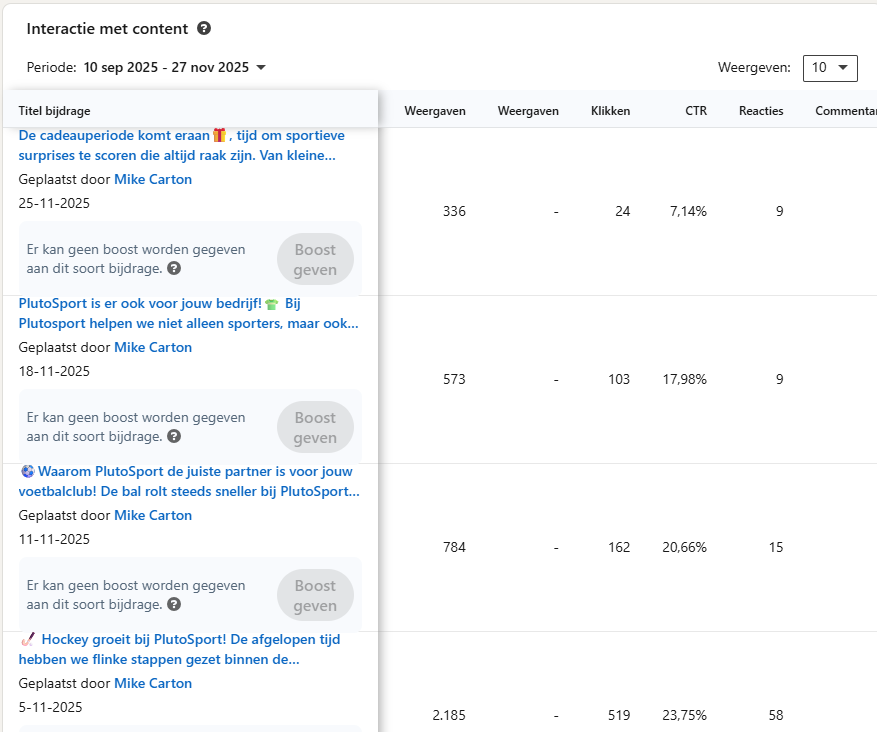 Interactie met content
Periode: 10 sep 2025 - 27 nov 2025
Weergeven: 10
Titel bijdrage Weergaven Weergaven Klikken CTR Reacties Commentar
De cadeauperiode komt eraan🎁, tijd om sportieve
surprises te scoren die altijd raak zijn. Van kleine...
Geplaatst door Mike Carton
25-11-2025
336 - 24 7,14% 9
Er kan geen boost worden gegeven
aan dit soort bijdrage.
Boost
geven
PlutoSport is er ook voor jouw bedrijf!👕 Bij
Plutosport helpen we niet alleen sporters, maar ook...
Geplaatst door Mike Carton
18-11-2025
573 - 103 17,98% 9
Er kan geen boost worden gegeven
aan dit soort bijdrage.
Boost
geven
⚽Waarom PlutoSport de juiste partner is voor jouw
voetbalclub! De bal rolt steeds sneller bij PlutoSport...
Geplaatst door Mike Carton
11-11-2025
784 - 162 20,66% 15
Er kan geen boost worden gegeven
aan dit soort bijdrage.
Boost
geven
🏑 Hockey groeit bij PlutoSport! De afgelopen tijd
hebben we flinke stappen gezet binnen de...
Geplaatst door Mike Carton
5-11-2025
2.185 - 519 23,75% 58